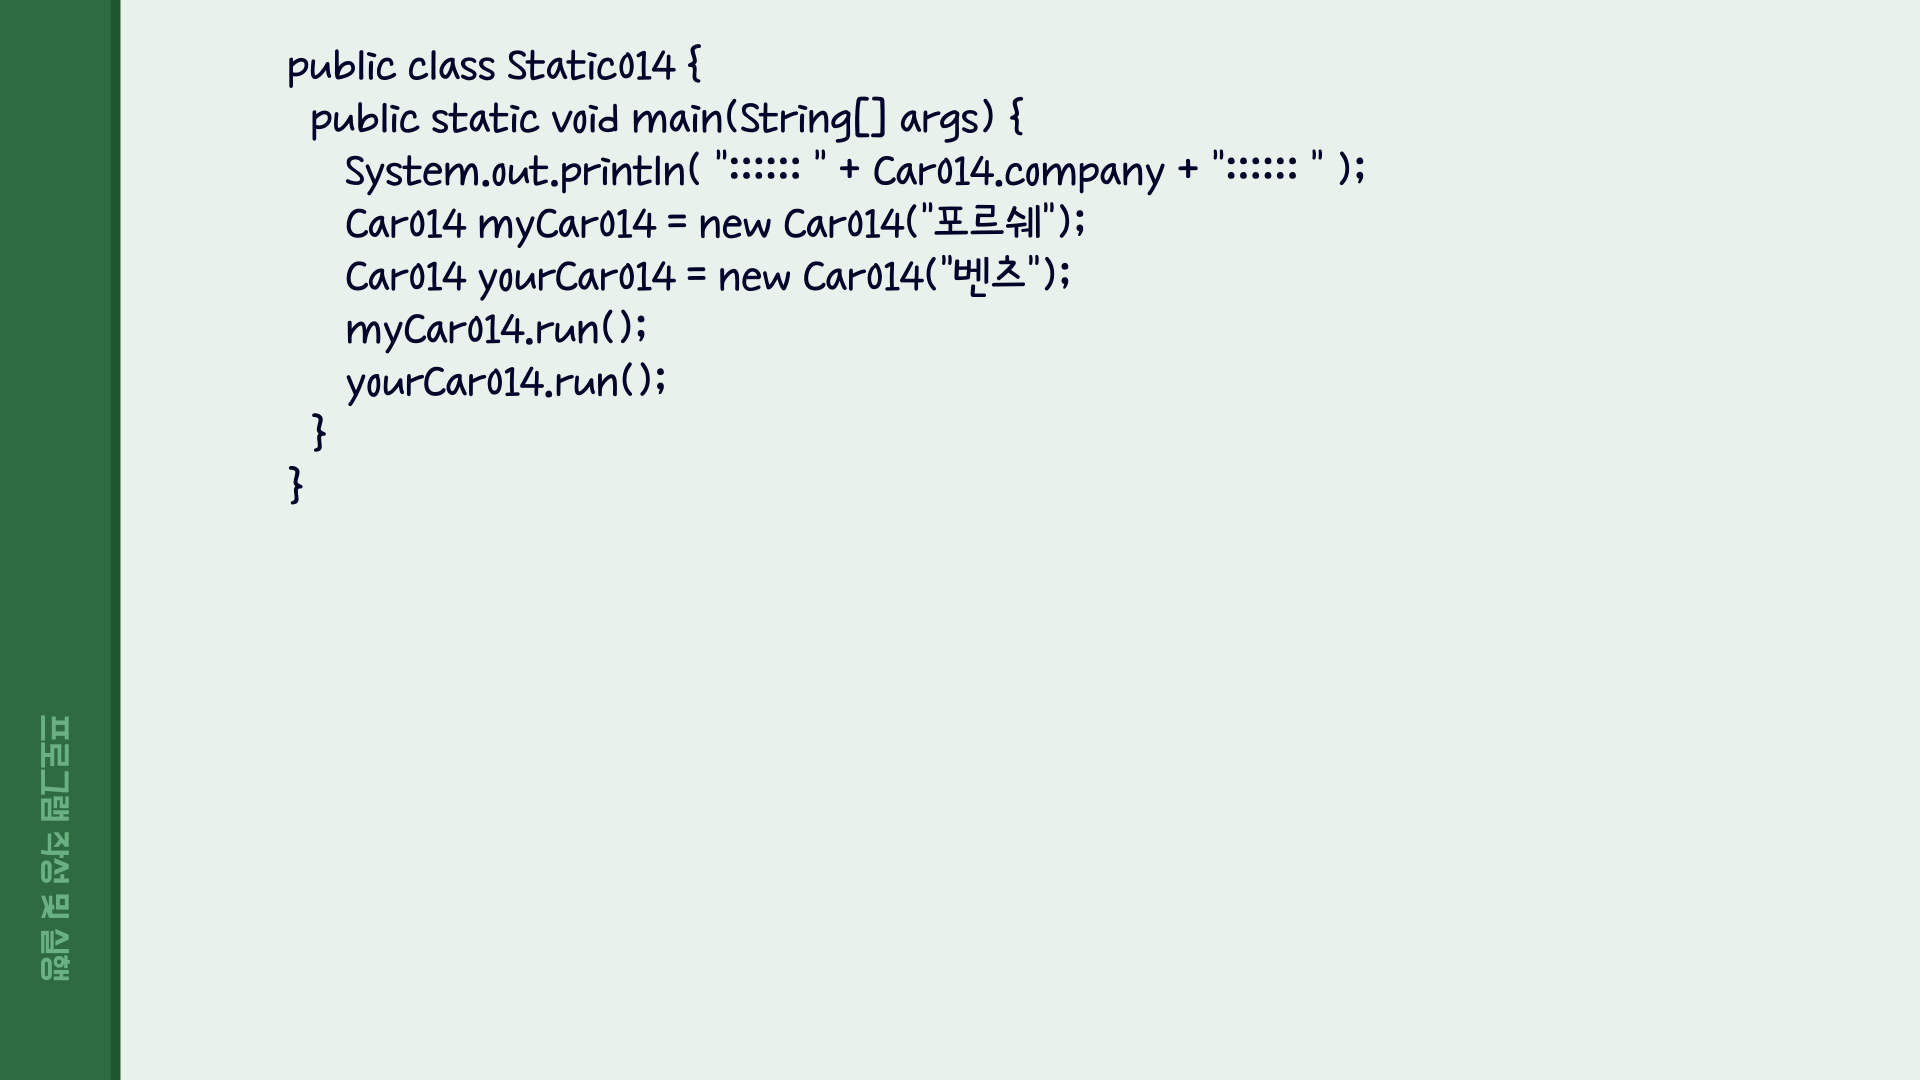 public class Static014 {
public static void main(String[] args) {
System.out.println( ":::::: " + Car014.company + ":::::: " );
Car014 myCar014 = new Car014("포르쉐");
Car014 yourCar014 = new Car014("벤츠");
myCar014.run();
yourCar014.run();
}
}
프로그램 작성 및 실행